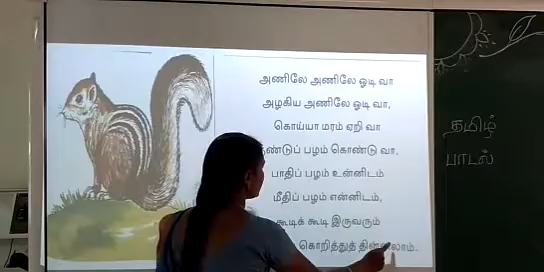 அணிலே அணிலே ஓடி வா
அழகிய அணிலே ஓடி வா,
கொய்யா மரம் ஏறி வா
பழம் கொண்டு வா,
பாதிப் பழம் உன்னிடம்
மீதிப் பழம் என்னிடம்,
கூடிக் கூடி இருவரும்
கொறித்துத்
தமிழ்
பாடல்